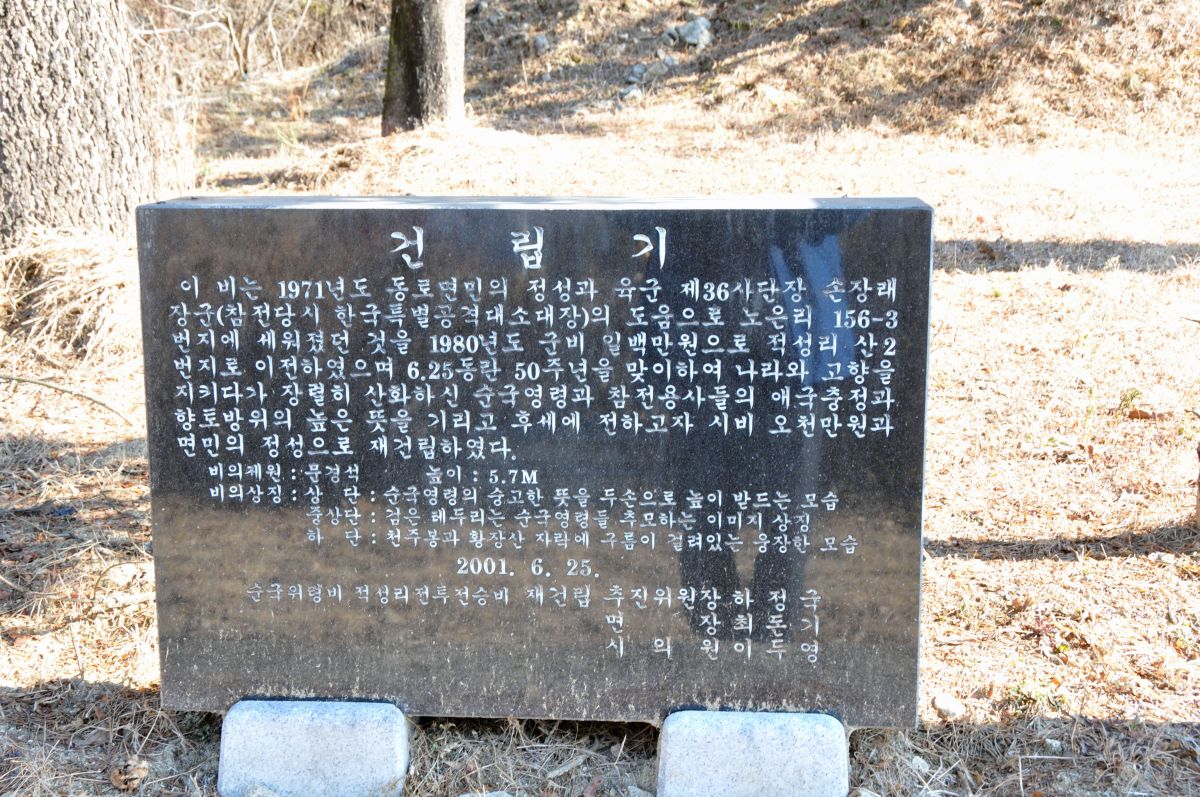 건 립 기
이 비는 1971년도 동로면민의 정성과 육군 제36사단장 손장래
장군(참전당시 한국특별공격대소대장)의 도움으로 노은리 156-3
번지에 세워졌던 것을 1980년도 군비 일백만원으로 적성리 산2
번지로 이전하였으며 6.25동란 50주년을 맞이하여 나라와 고향을
지키다가 장렬히 산화하신 순국영령과 참전용사들의 애국충정과
향토방위의 높은 뜻을 기리고 후세에 전하고자 시비 오천만원과
면민의 정성으로 재건립하였다.
비의제원 : 문경석 높이 : 5.7M
비의상징 : 상 단 : 순국영령의 숭고한 뜻을 두손으로 높이 받드는 모습
중상단 : 검은 테두리는 순국영령들 추모하는 이미지 상징
하 단 : 천주봉과 황장산 자락에 구름이 걸려있는 웅장한 모습
2001. 6. 25.
순국위령비 적성리전투전승비 재건립 추진위원장 하 정 국
면 장 최 돈 기
시 의 원 이 두 영